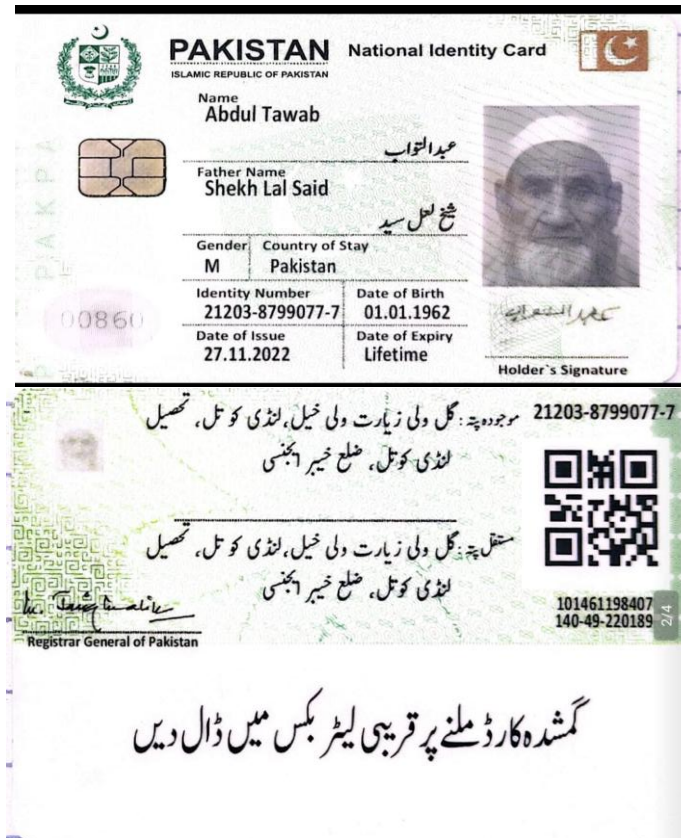 PAKISTAN National Identity Card
ISLAMIC REPUBLIC OF PAKISTAN
Name
Abdul Tawab
عبدالتواب
Father Name
Shekh Lal Said
شیخ لعل سید
Gender Country of Stay
M Pakistan
Identity Number Date of Birth
21203-8799077-7 01.01.1962
Date of Issue Date of Expiry
27.11.2022 Lifetime
00860
Holder`s Signature
PAKPA
21203-8799077-7
موجودہ پتہ: گل ولی زیارت ولی خیل، لنڈی کوتل، تحصیل
لنڈی کوتل، ضلع خیبر ایجنسی
مستقل پتہ: گل ولی زیارت ولی خیل، لنڈی کوتل، تحصیل
لنڈی کوتل، ضلع خیبر ایجنسی
101461198407
140-49-220189
2/4
Registrar General of Pakistan
گمشدہ کارڈ ملنے پر قریبی لیٹر بکس میں ڈال دیں